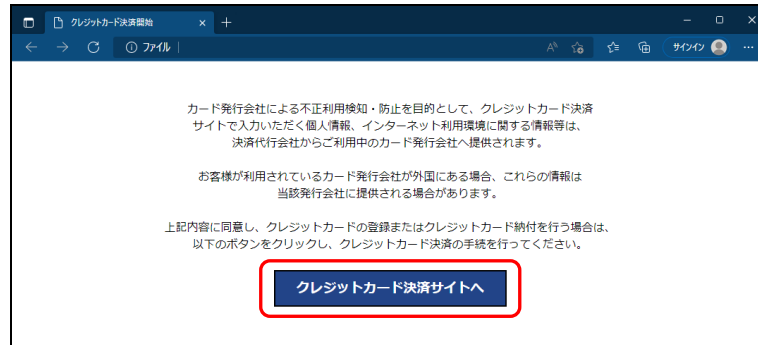 クレジットカード決済開始
ファイル
サインイン
カード発行会社による不正利用検知・防止を目的として、クレジットカード決済
サイトで入力いただく個人情報、インターネット利用環境に関する情報等は、
決済代行会社からご利用中のカード発行会社へ提供されます。
お客様が利用されているカード発行会社が外国にある場合、これらの情報は
当該発行会社に提供される場合があります。
上記内容に同意し、クレジットカードの登録またはクレジットカード納付を行う場合は、
以下のボタンをクリックし、クレジットカード決済の手続を行ってください。
クレジットカード決済サイトへ